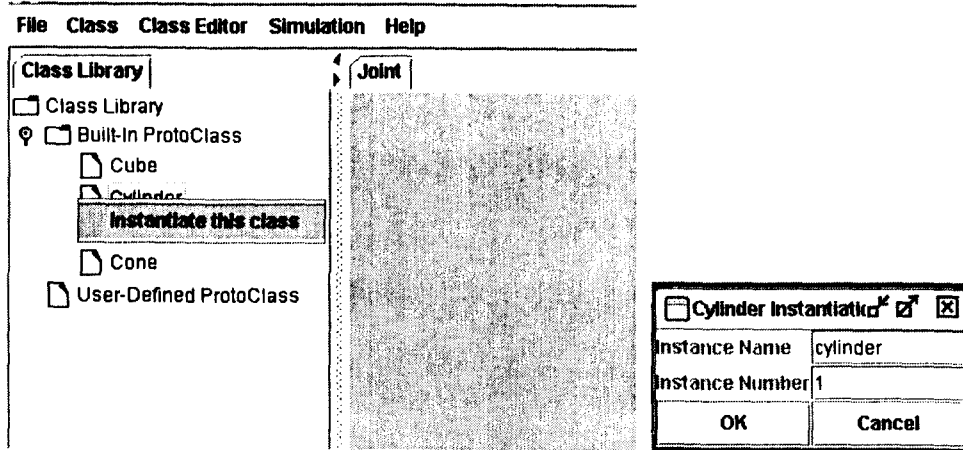 File Class Class Editor Simulation Help
Class Library
Joint
Class Library
Built-In ProtoClass
Cube
Cylinder
Instantiate this class
Cone
User-Defined ProtoClass
Cylinder Instantiatio
Instance Name cylinder
Instance Number 1
OK Cancel